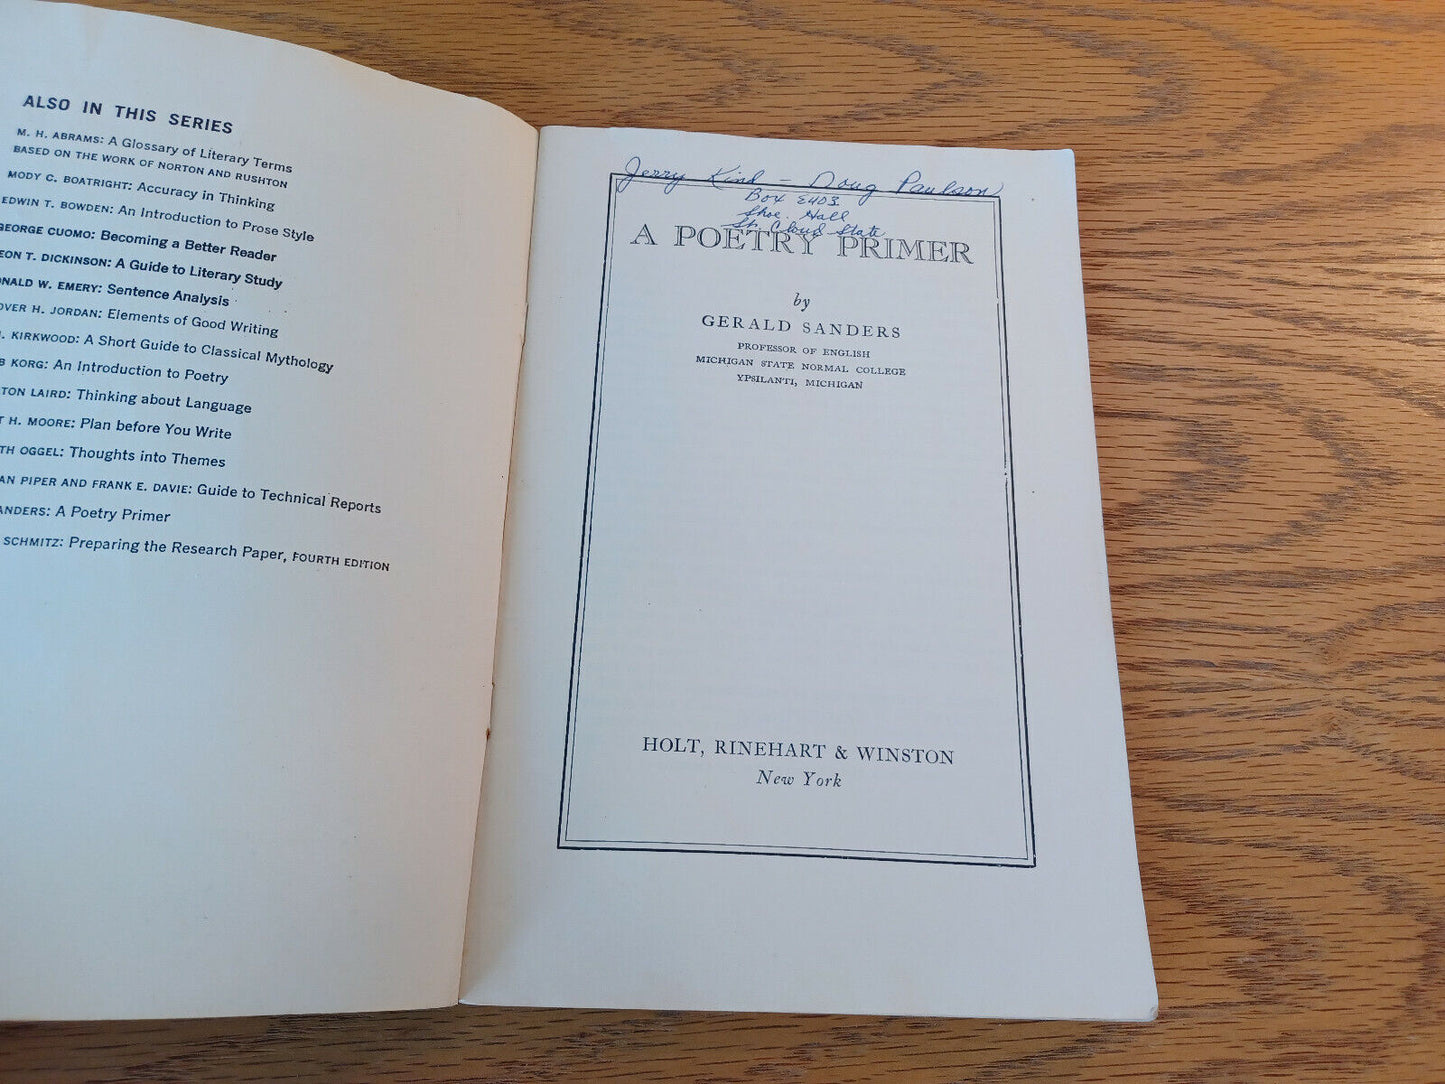 ALSO IN THIS SERIES
M. H. ABRAMS: A Glossary of Literary Terms
BASED ON THE WORK OF NORTON AND RUSHTON
MODY C. BOATRIGHT: Accuracy in Thinking
EDWIN T. BOWDEN: An Introduction to Prose Style
GEORGE CUOMO: Becoming a Better Reader
EON T. DICKINSON: A Guide to Literary Study
ONALD W. EMERY: Sentence Analysis
OVER H. JORDAN: Elements of Good Writing
KIRKWOOD: A Short Guide to Classical Mythology
B KORG: An Introduction to Poetry
TON LAIRD: Thinking about Language
T H. MOORE: Plan before You Write
TH OGGEL: Thoughts into Themes
AN PIPER AND FRANK E. DAVIE: Guide to Technical Reports
ANDERS: A Poetry Primer
SCHMITZ: Preparing the Research Paper, FOURTH EDITION
Jerry Kind - Doug Paulson
Box E403
Shoe. Hall
St. Cloud State
A POETRY PRIMER
by
GERALD SANDERS
PROFESSOR OF ENGLISH
MICHIGAN STATE NORMAL COLLEGE
YPSILANTI, MICHIGAN
HOLT, RINEHART & WINSTON
New York